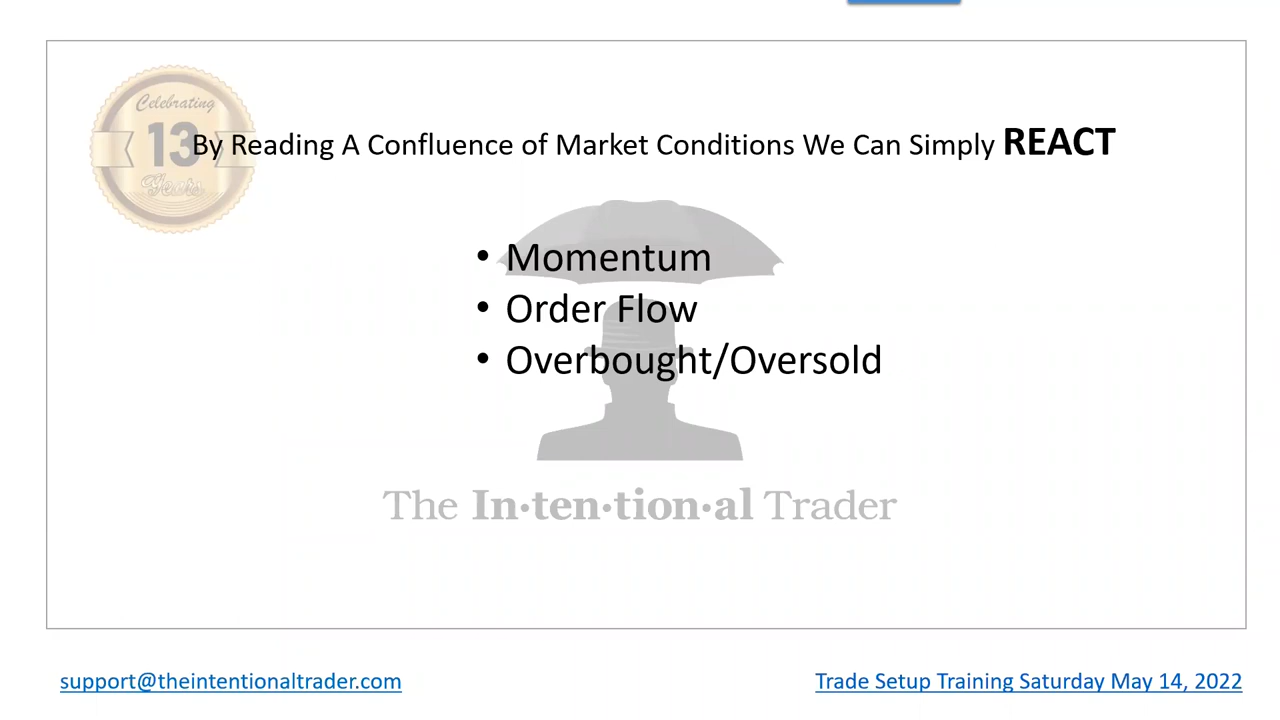 Celebrating
13
Years
By Reading A Confluence of Market Conditions We Can Simply REACT
• Momentum
• Order Flow
• Overbought/Oversold
The In·ten·tion·al Trader
support@theintentionaltrader.com
Trade Setup Training Saturday May 14, 2022